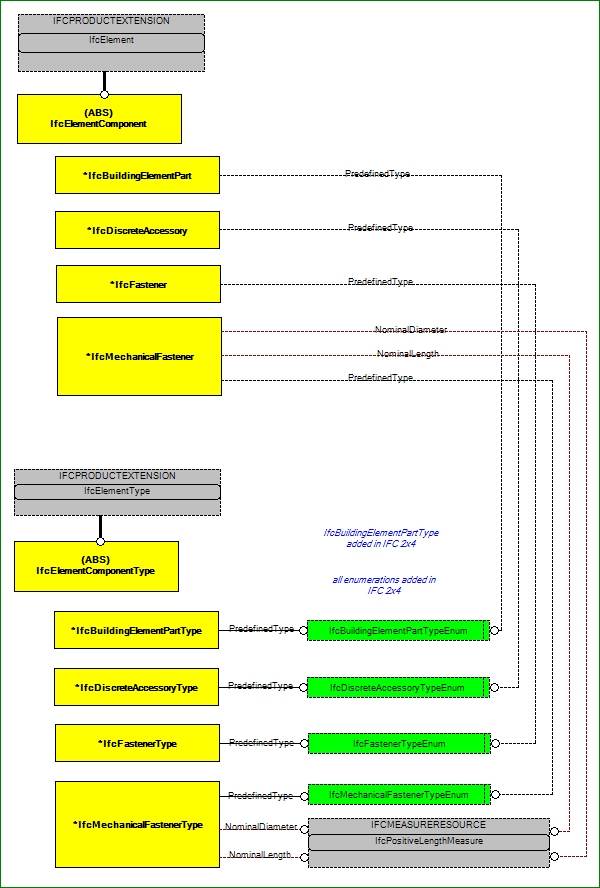 IFCPRODUCTEXTENSION
IfcElement
(ABS)
IfcElementComponent
*IfcBuildingElementPart
PredefinedType
*IfcDiscreteAccessory
PredefinedType
*IfcFastener
PredefinedType
NominalDiameter
*IfcMechanicalFastener
NominalLength
PredefinedType
IFCPRODUCTEXTENSION
IfcElementType
(ABS)
IfcElementComponentType
IfcBuildingElementPartType
added in IFC 2x4
all enumerations added in
IFC 2x4
*IfcBuildingElementPartType
PredefinedType
IfcBuildingElementPartTypeEnum
*IfcDiscreteAccessoryType
PredefinedType
IfcDiscreteAccessoryTypeEnum
*IfcFastenerType
PredefinedType
IfcFastenerTypeEnum
*IfcMechanicalFastenerType
PredefinedType
IfcMechanicalFastenerTypeEnum
NominalDiameter
NominalLength
IFCMEASURERESOURCE
IfcPositiveLengthMeasure